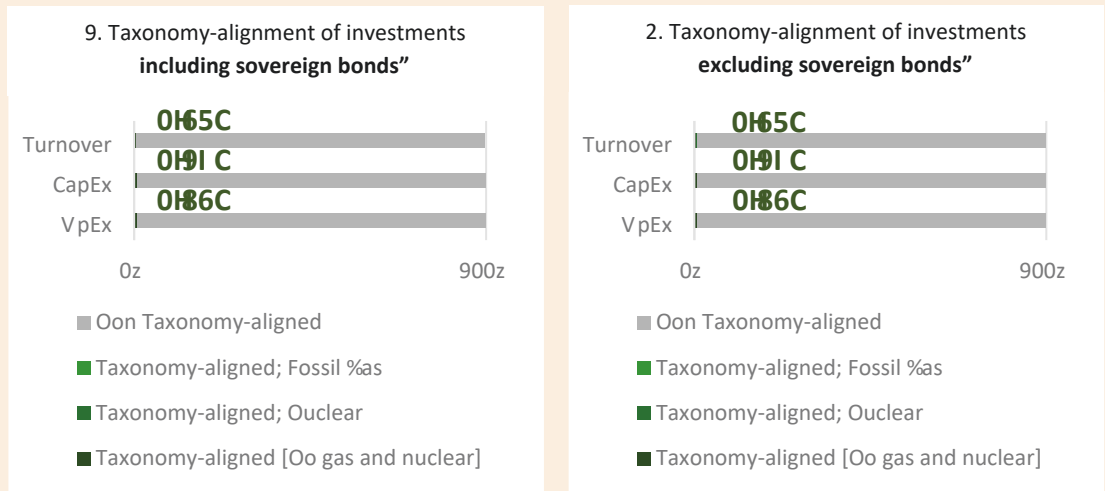 9. Taxonomy-alignment of investments
including sovereign bonds”
Turnover
CapEx
VpEx
0z
900z
Oon Taxonomy-aligned
Taxonomy-aligned; Fossil %as
Taxonomy-aligned; Ouclear
Taxonomy-aligned [Oo gas and nuclear]
2. Taxonomy-alignment of investments
excluding sovereign bonds”
Turnover
CapEx
VpEx
0z
900z
Oon Taxonomy-aligned
Taxonomy-aligned; Fossil %as
Taxonomy-aligned; Ouclear
Taxonomy-aligned [Oo gas and nuclear]